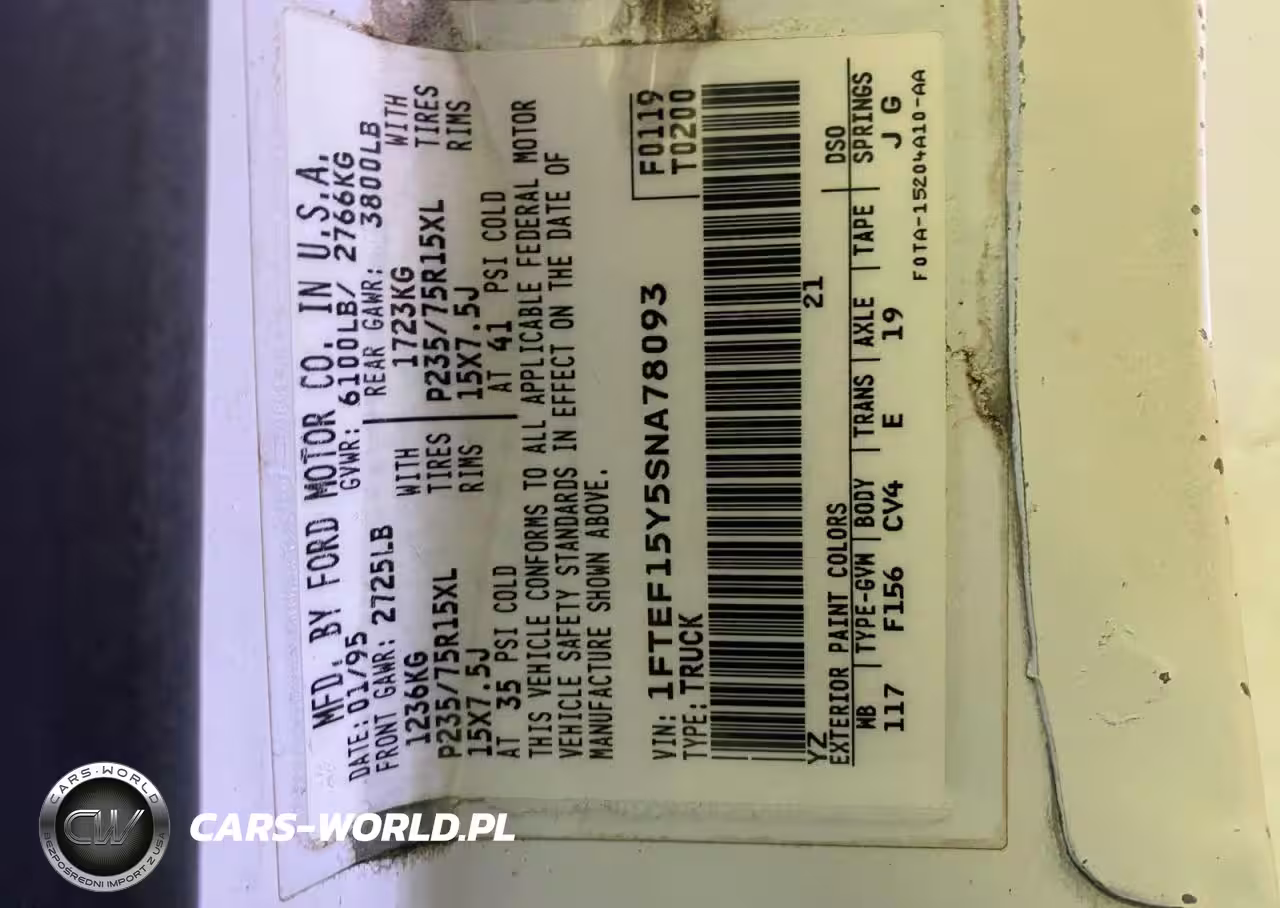 MFD. BY FORD MOTOR CO. IN U.S.A.
DATE: 01/95 GVWR: 6100LB/ 2766KG
FRONT GAWR: 2725LB REAR GAWR: 3800LB
1236KG WITH 1723KG WITH
P235/75R15XL TIRES P235/75R15XL TIRES
15X7.5J RIMS 15X7.5J RIMS
AT 35 PSI COLD AT 41 PSI COLD
THIS VEHICLE CONFORMS TO ALL APPLICABLE FEDERAL MOTOR
VEHICLE SAFETY STANDARDS IN EFFECT ON THE DATE OF
MANUFACTURE SHOWN ABOVE.
F0119
T0200
VIN: 1FTEF15Y5SNA78093
TYPE: TRUCK
YZ 21
EXTERIOR PAINT COLORS DSO
WB TYPE-GVW BODY TRANS AXLE TAPE SPRINGS
117 F156 CV4 E 19 J G
F0TA-15204A10-AA
CARS-WORLD
CW
BEZPOŚREDNI IMPORT Z USA
CARS-WORLD.PL